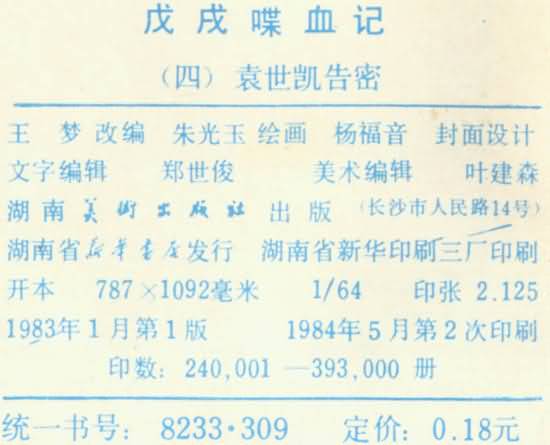 戊戌喋血记
（四）袁世凯告密
王 梦 改编 朱光玉 绘画 杨福音 封面设计
文字编辑 郑世俊 美术编辑 叶建森
湖南美術出版社 出版 （长沙市人民路14号）
湖南省新华书店发行 湖南省新华印刷三厂印刷
开本 787×1092毫米 1/64 印张 2.125
1983年1月第1版 1984年5月第2次印刷
印数：240,001—393,000 册
统一书号：8233·309 定价：0.18元